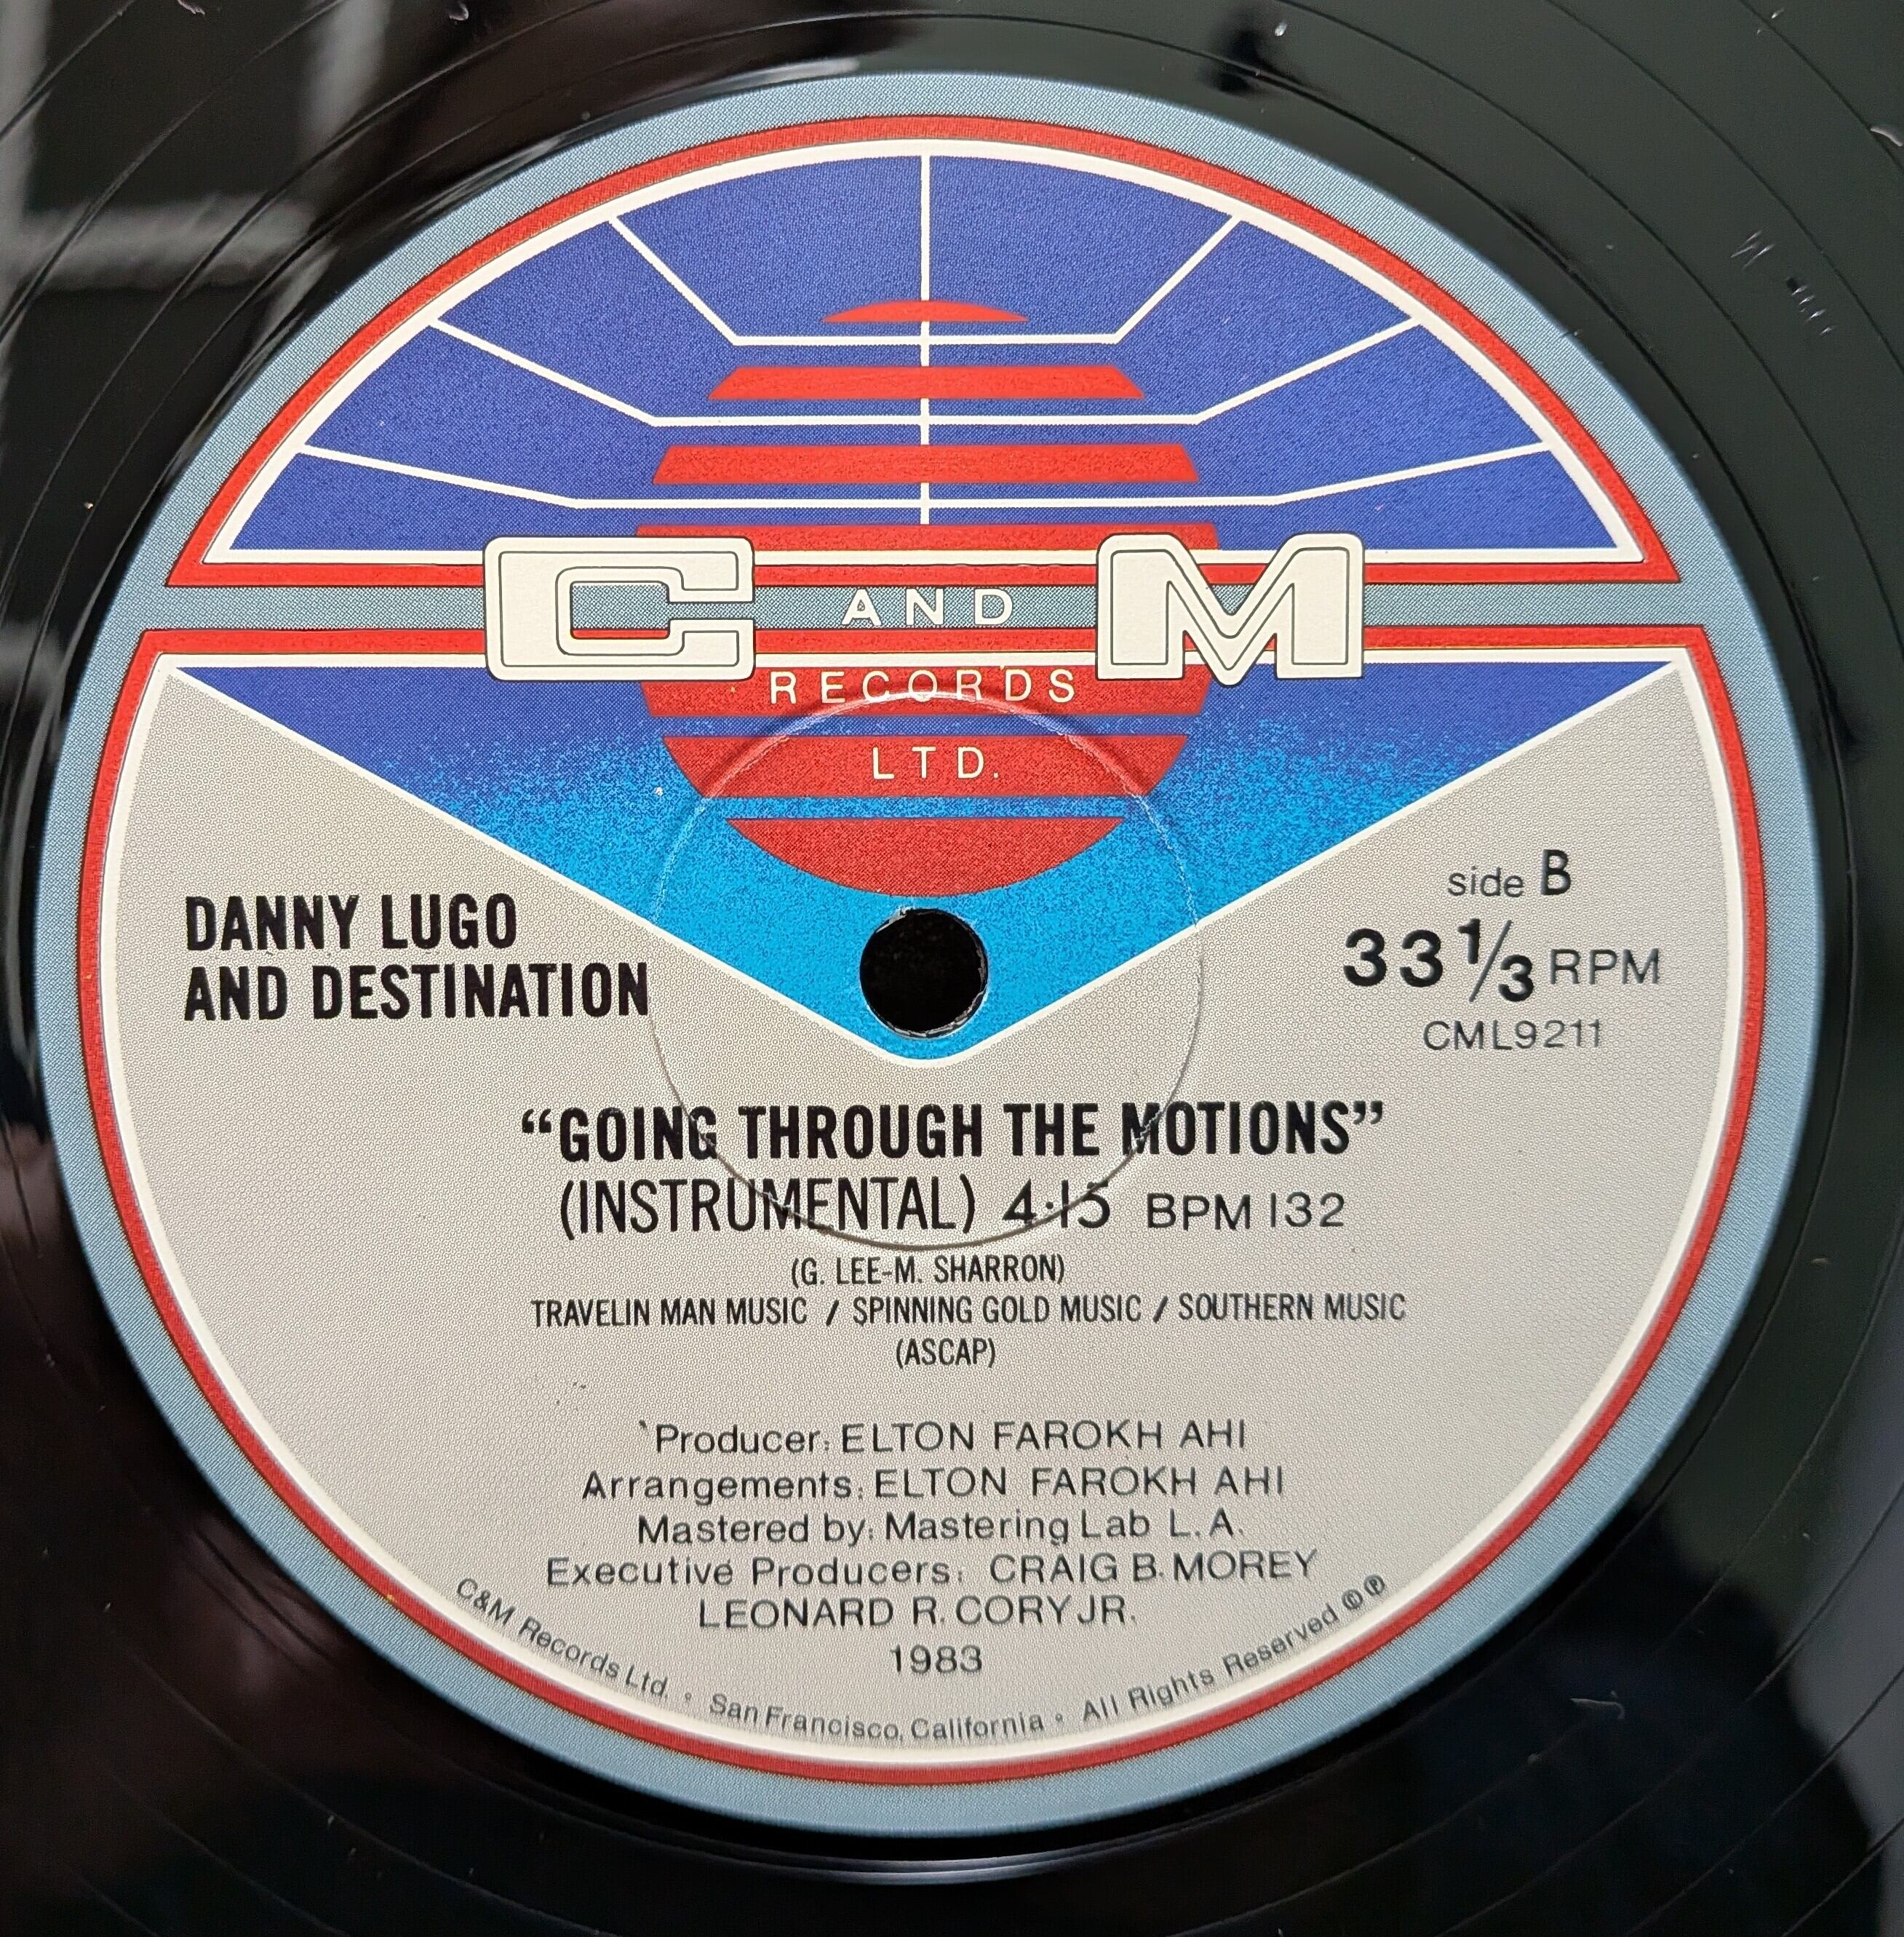 C AND M
RECORDS
LTD.
DANNY LUGO
AND DESTINATION
side B
33 1/3 RPM
CML9211
“GOING THROUGH THE MOTIONS”
(INSTRUMENTAL) 4:15 BPM 132
(G. LEE-M. SHARRON)
TRAVELIN MAN MUSIC / SPINNING GOLD MUSIC / SOUTHERN MUSIC
(ASCAP)
Producer: ELTON FAROKH AHI
Arrangements: ELTON FAROKH AHI
Mastered by: Mastering Lab L.A.
Executive Producers: CRAIG B. MOREY
LEONARD R. CORY JR.
1983
C&M Records Ltd. • San Francisco, California • All Rights Reserved © ℗